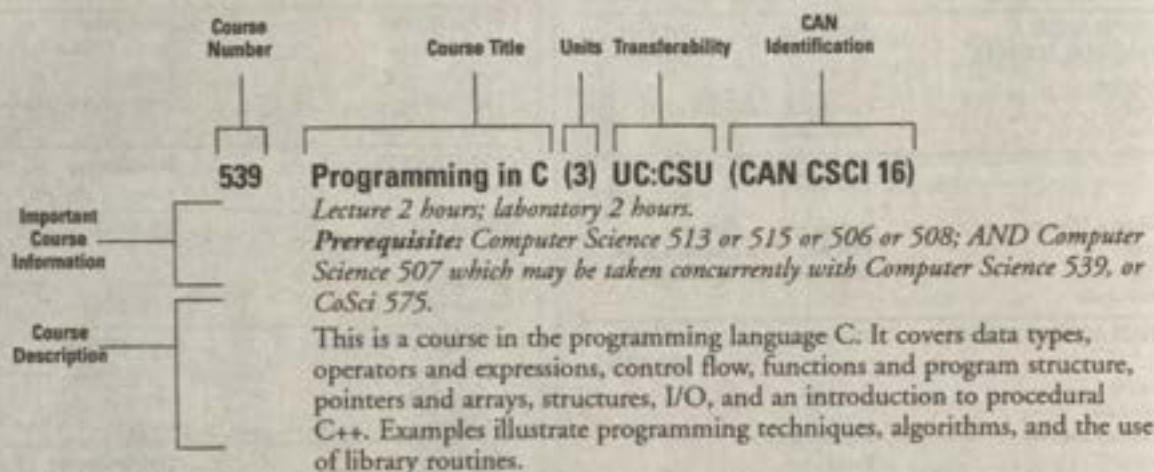 Course
Number
Course Title
Units
Transferability
CAN
Identification
539 Programming in C (3) UC:CSU (CAN CSCI 16)
Important
Course
Information
Lecture 2 hours; laboratory 2 hours.
Prerequisite: Computer Science 513 or 515 or 506 or 508; AND Computer
Science 507 which may be taken concurrently with Computer Science 539, or
CoSci 575.
Course
Description
This is a course in the programming language C. It covers data types,
operators and expressions, control flow, functions and program structure,
pointers and arrays, structures, I/O, and an introduction to procedural
C++. Examples illustrate programming techniques, algorithms, and the use
of library routines.